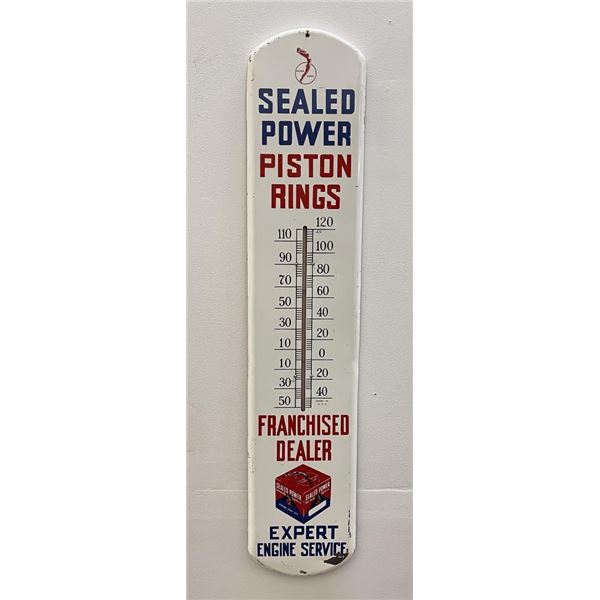 SEALED
POWER
PISTON
RINGS
120
110
100
90
80
70
60
50
40
30
20
10
0
10
20
30
40
50
FRANCHISED
DEALER
SEALED POWER SEALED POWER
EXPERT
ENGINE SERVICE